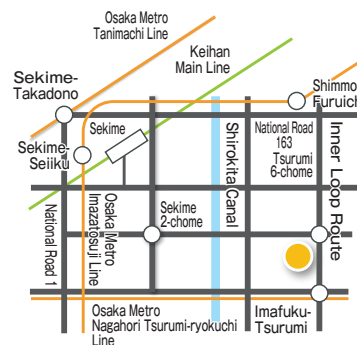 Osaka Metro
Tanimachi Line
Keihan
Main Line
Sekime-
Takadono
Shimmo
Furuich
Sekime
Sekime-
Seiiku
National Road
163
Tsurumi
6-chome
Shirokita Canal
Inner Loop Route
National Road 1
Osaka Metro
Imazatosuji Line
Sekime
2-chome
Osaka Metro
Nagahori Tsurumi-ryokuchi
Line
Imafuku-
Tsurumi